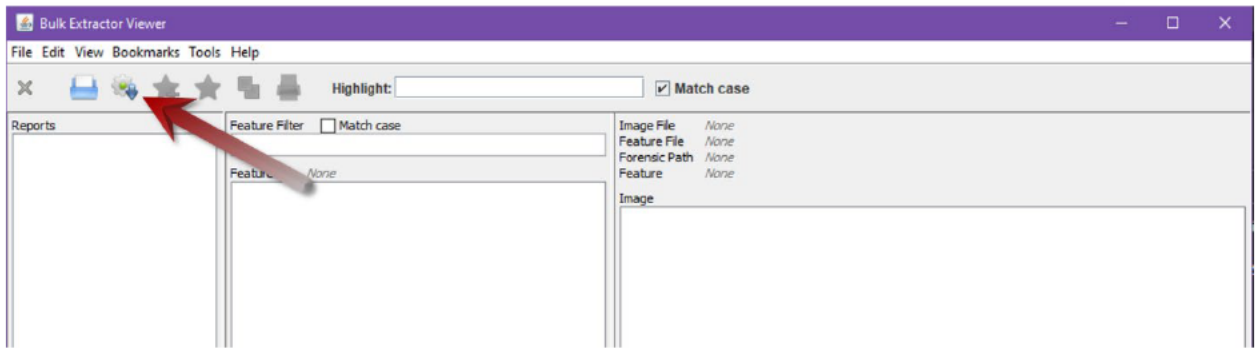 Bulk Extractor Viewer
File Edit View Bookmarks Tools Help
Highlight: Match case
Reports
Feature Filter Match case
None
Image File None
Feature File None
Forensic Path None
Feature None
Image